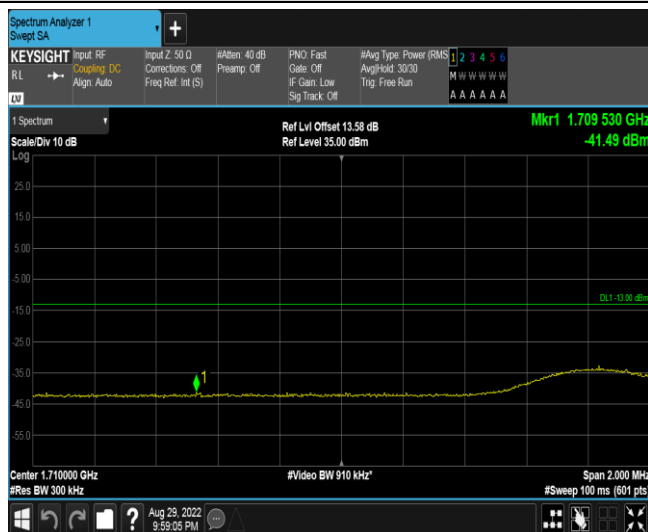 Spectrum Analyzer 1
Swept SA
+
KEYSIGHT
RL
LXI
Input: RF
Coupling: DC
Align: Auto
Input Z: 50 Ω
Corrections: Off
Freq Ref: Int (S)
#Atten: 40 dB
Preamp: Off
PNO: Fast
Gate: Off
IF Gain: Low
Sig Track: Off
#Avg Type: Power (RMS
Avg|Hold: 30/30
Trig: Free Run
1 2 3 4 5 6
M W W W W W
A A A A A A
1 Spectrum
Scale/Div 10 dB
Log
Ref Lvl Offset 13.58 dB
Ref Level 35.00 dBm
Mkr1 1.709 530 GHz
-41.49 dBm
25.0
15.0
5.00
-5.00
DL1 -13.00 dBm
-15.0
-25.0
-35.0
1
-45.0
-55.0
Center 1.710000 GHz
#Res BW 300 kHz
#Video BW 910 kHz*
Span 2.000 MHz
#Sweep 100 ms (601 pts)
?
Aug 29, 2022
9:59:05 PM